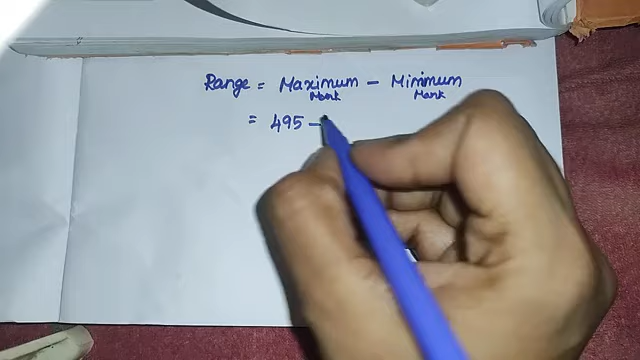 Range = Maximum - Minimum
Mark Mark
= 495 -